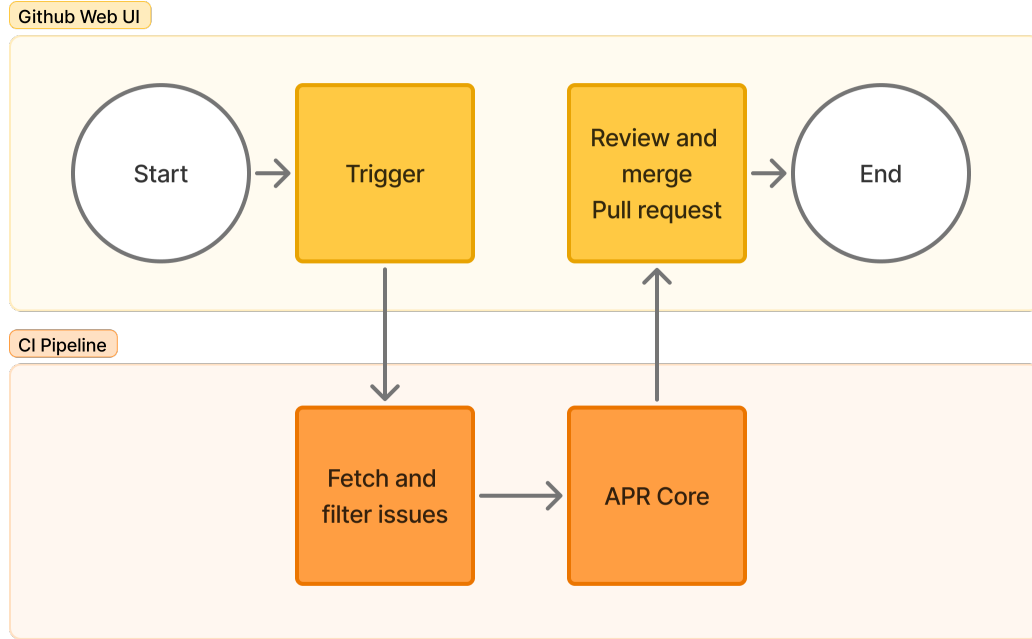 Github Web UI
Start
Trigger
Review and
merge
Pull request
End
CI Pipeline
Fetch and
filter issues
APR Core